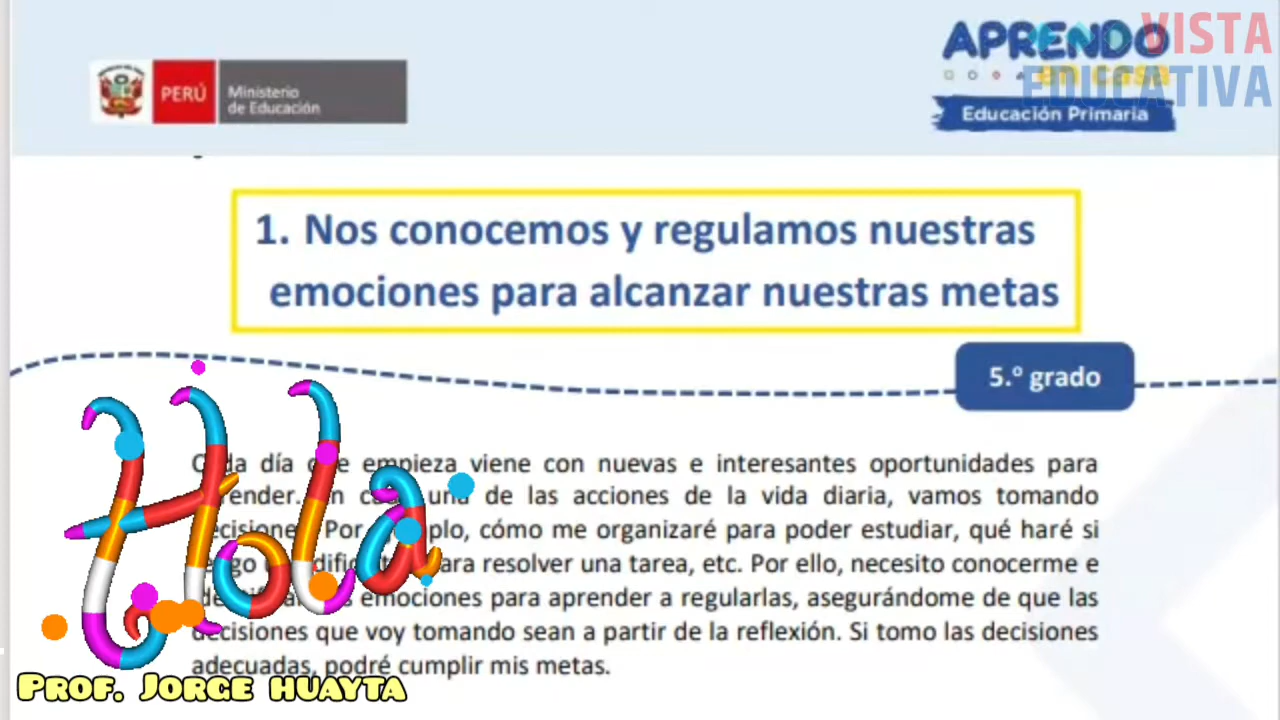 PERÚ
Ministerio
de Educación
APRENDO
en casa
Educación Primaria
VISTA
EDUCATIVA
1. Nos conocemos y regulamos nuestras
emociones para alcanzar nuestras metas
5.º grado
día empieza viene con nuevas e interesantes oportunidades para
de las acciones de la vida diaria, vamos tomando
Por cómo me organizaré para poder estudiar, qué haré si
resolver una tarea, etc. Por ello, necesito conocerme e
emociones para aprender a regularlas, asegurándome de que las
decisiones que voy tomando sean a partir de la reflexión. Si tomo las decisiones
adecuadas, podré cumplir mis metas.
Hola
PROF. JORGE HUAYTA